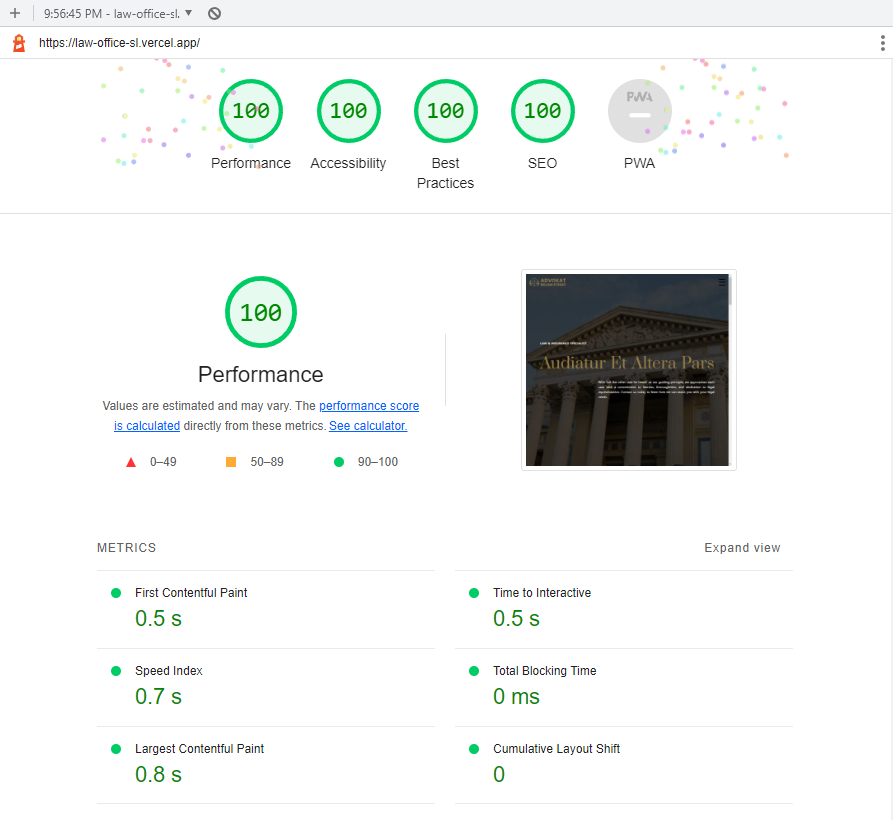 9:56:45 PM - law-office-sl.
https://law-office-sl.vercel.app/
100
100
100
100
PWA
Performance
Accessibility
Best
Practices
SEO
PWA
100
Performance
Values are estimated and may vary. The performance score
is calculated directly from these metrics. See calculator.
0–49
50–89
90–100
ADVOKAT
Audiatur Et Altera Pars
METRICS
Expand view
First Contentful Paint
0.5 s
Time to Interactive
0.5 s
Speed Index
0.7 s
Total Blocking Time
0 ms
Largest Contentful Paint
0.8 s
Cumulative Layout Shift
0